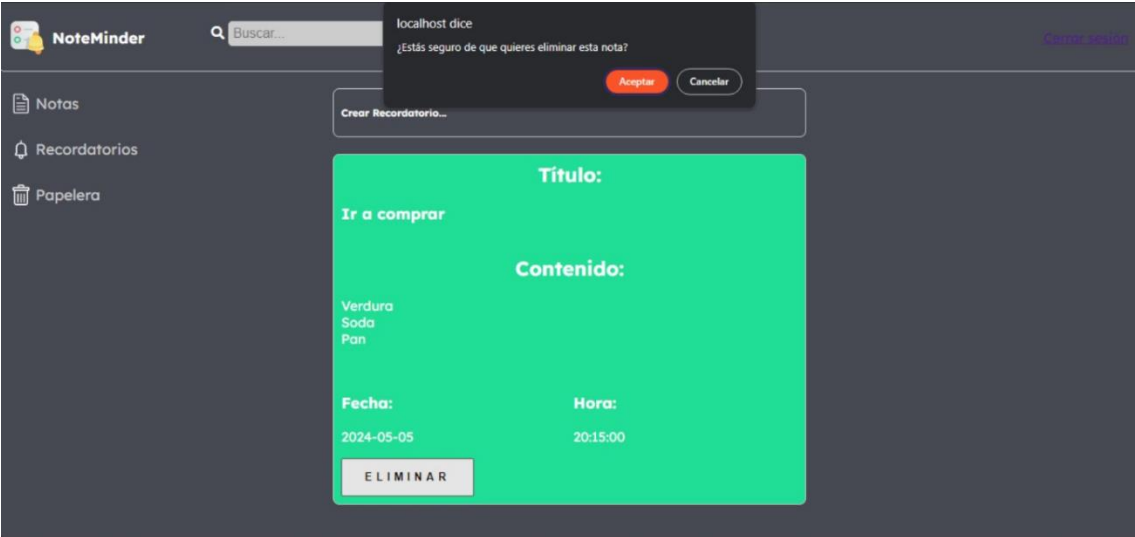 localhost dice
¿Estás seguro de que quieres eliminar esta nota?
Aceptar Cancelar
NoteMinder
Buscar...
Cerrar sesión
Notas
Recordatorios
Papelera
Crear Recordatorio...
Título:
Ir a comprar
Contenido:
Verdura
Soda
Pan
Fecha: Hora:
2024-05-05 20:15:00
ELIMINAR